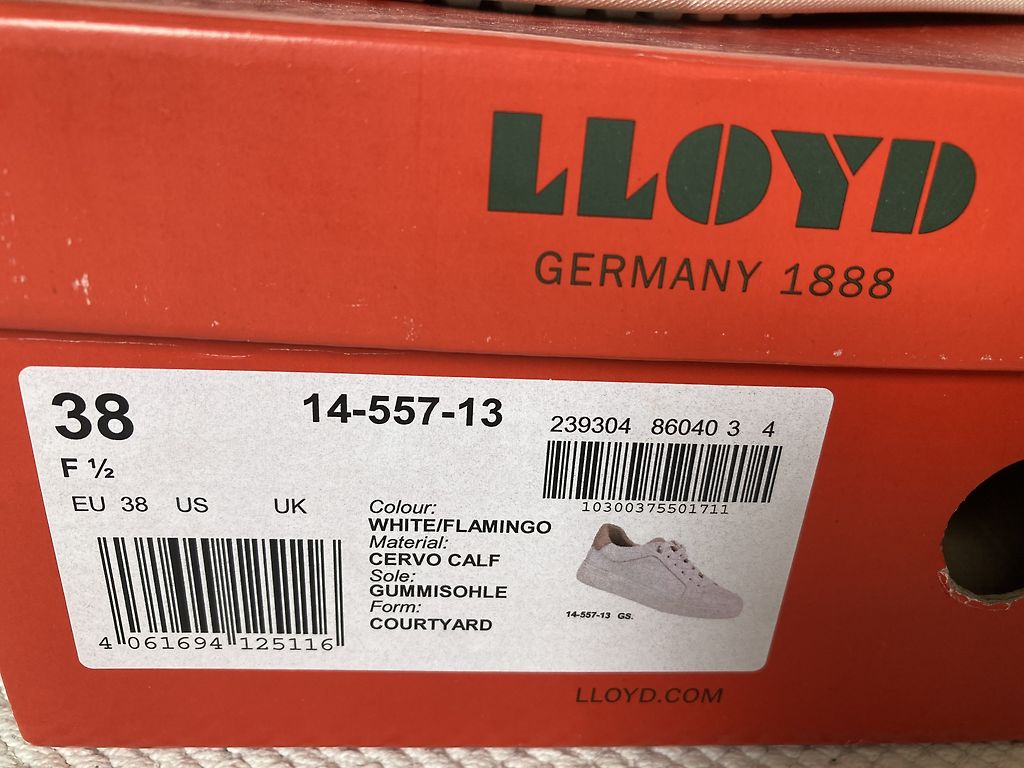 LLOYD
GERMANY 1888
38
14-557-13
F ½
EU 38 US UK
239304 86040 3 4
10300375501711
Colour:
WHITE/FLAMINGO
Material:
CERVO CALF
Sole:
GUMMISOHLE
Form:
COURTYARD
4 061694 125116
14-557-13 GS.
LLOYD.COM